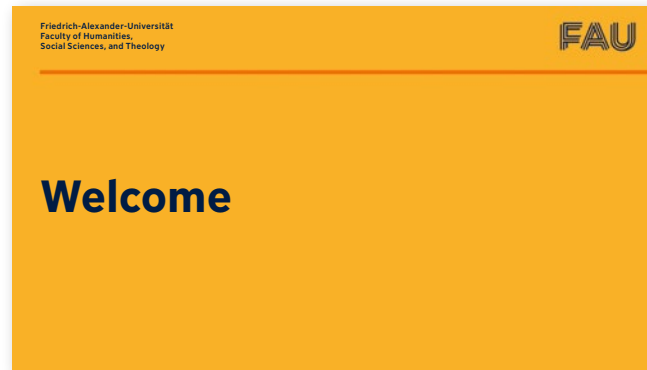 Friedrich-Alexander-Universität
Faculty of Humanities,
Social Sciences, and Theology
FAU
Welcome